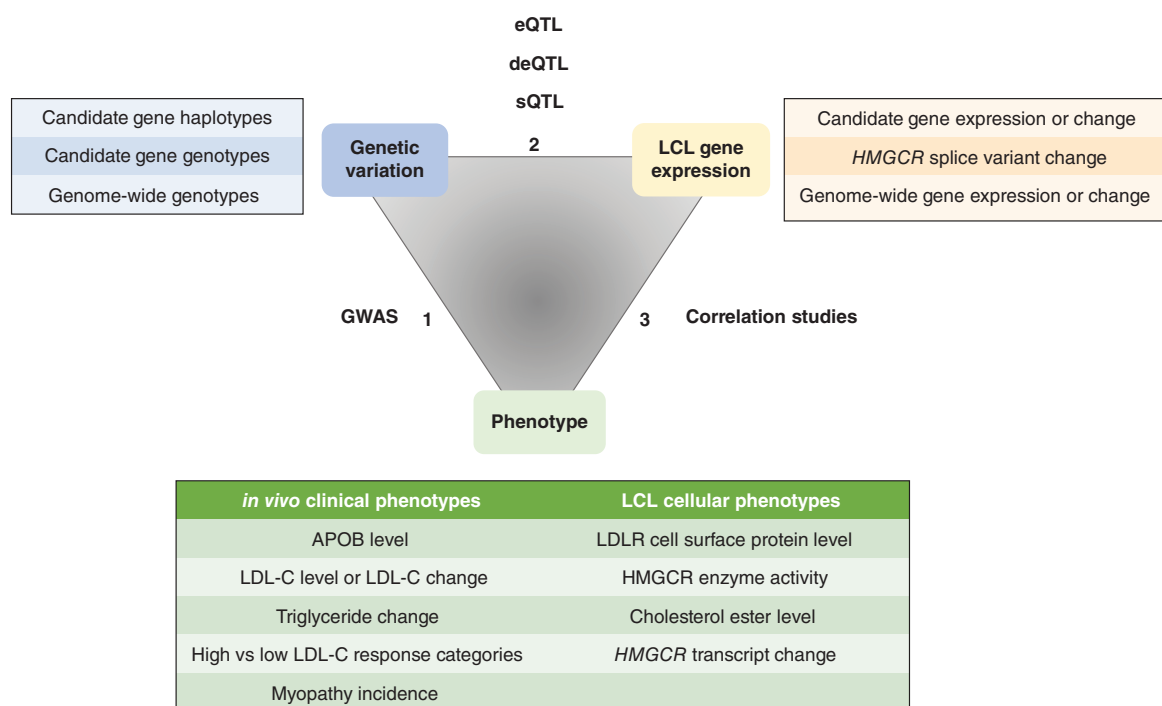 eQTL
deQTL
sQTL
2
Candidate gene haplotypes
Candidate gene genotypes
Genome-wide genotypes
Genetic
variation
LCL gene
expression
Candidate gene expression or change
HMGCR splice variant change
Genome-wide gene expression or change
GWAS 1
3 Correlation studies
Phenotype
in vivo clinical phenotypes LCL cellular phenotypes
APOB level LDLR cell surface protein level
LDL-C level or LDL-C change HMGCR enzyme activity
Triglyceride change Cholesterol ester level
High vs low LDL-C response categories HMGCR transcript change
Myopathy incidence